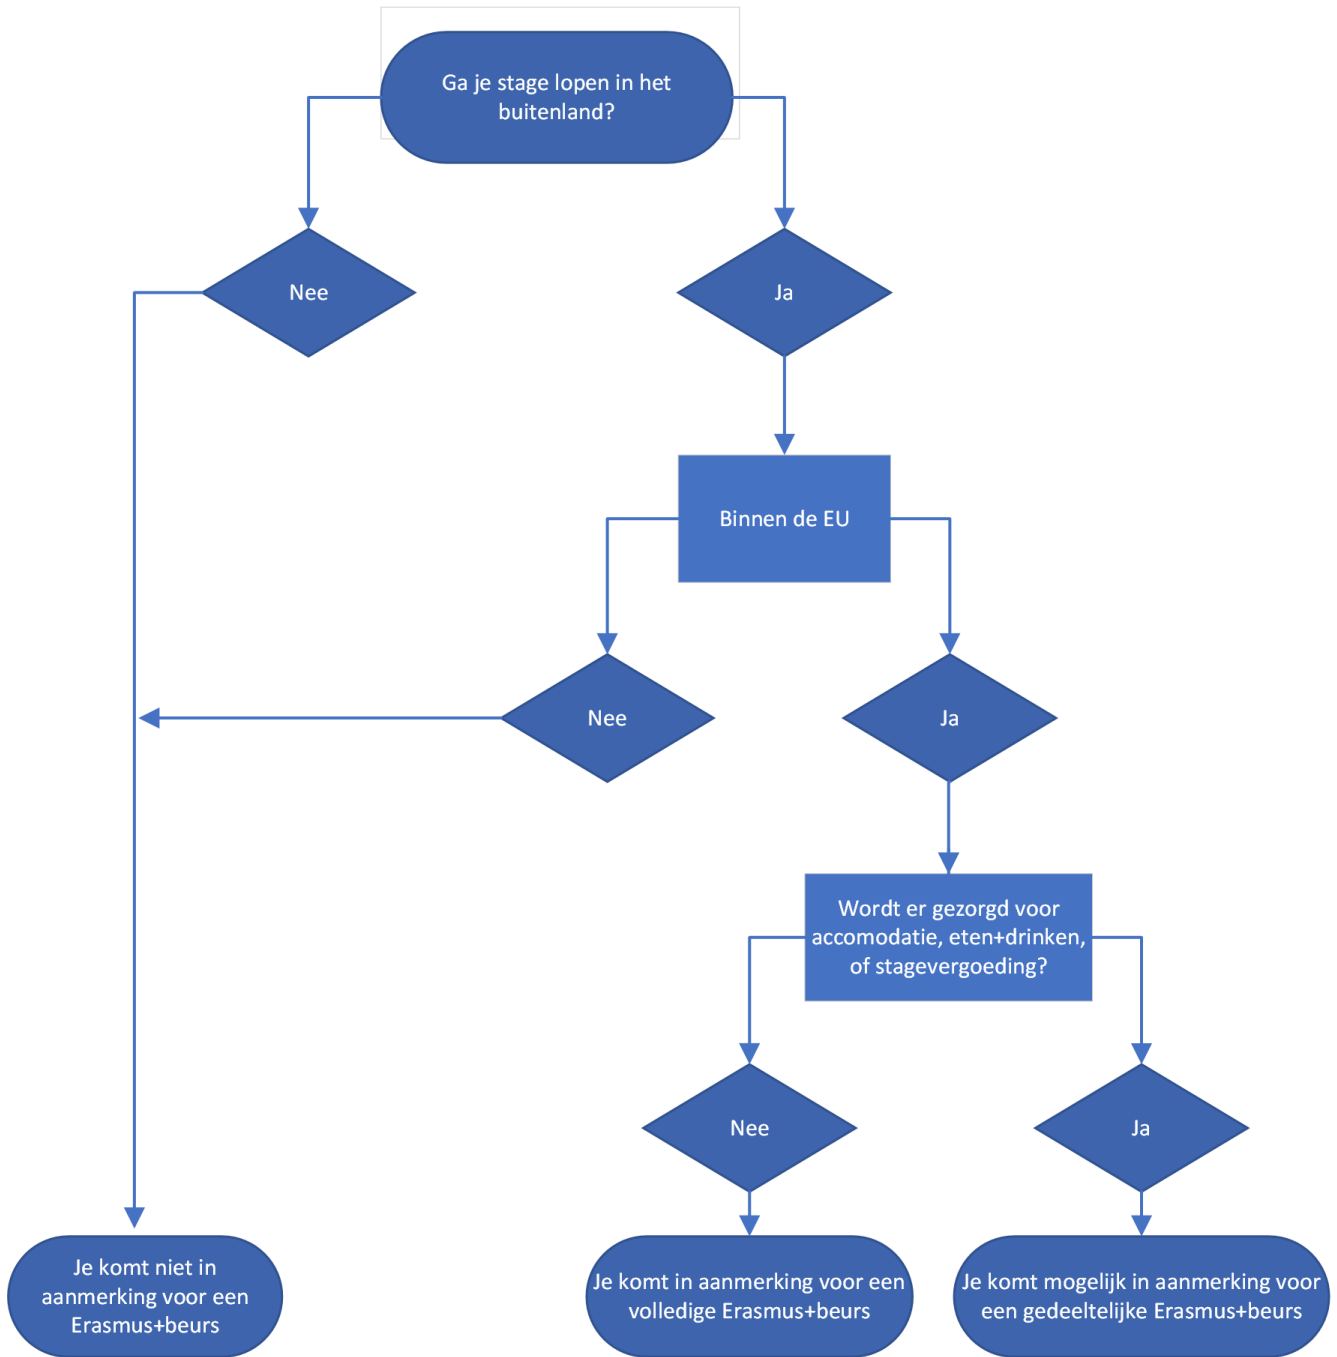 Ga je stage lopen in het
buitenland?
Nee
Ja
Binnen de EU
Nee
Ja
Wordt er gezorgd voor
accomodatie, eten+drinken,
of stagevergoeding?
Nee
Ja
Je komt niet in
aanmerking voor een
Erasmus+beurs
Je komt in aanmerking voor een
volledige Erasmus+beurs
Je komt mogelijk in aanmerking voor
een gedeeltelijke Erasmus+beurs